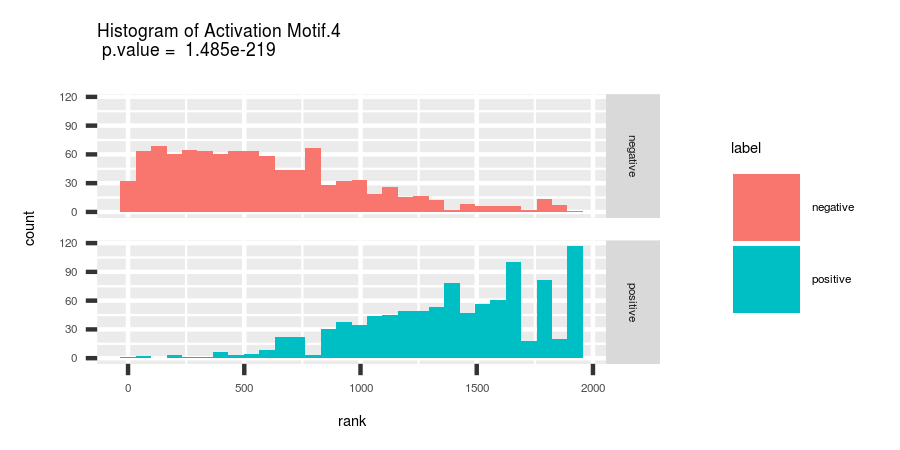 Histogram of Activation Motif.4
p.value = 1.485e-219
count
120
90
60
30
0
negative
120
90
60
30
0
positive
0 500 1000 1500 2000
rank
label
negative
positive